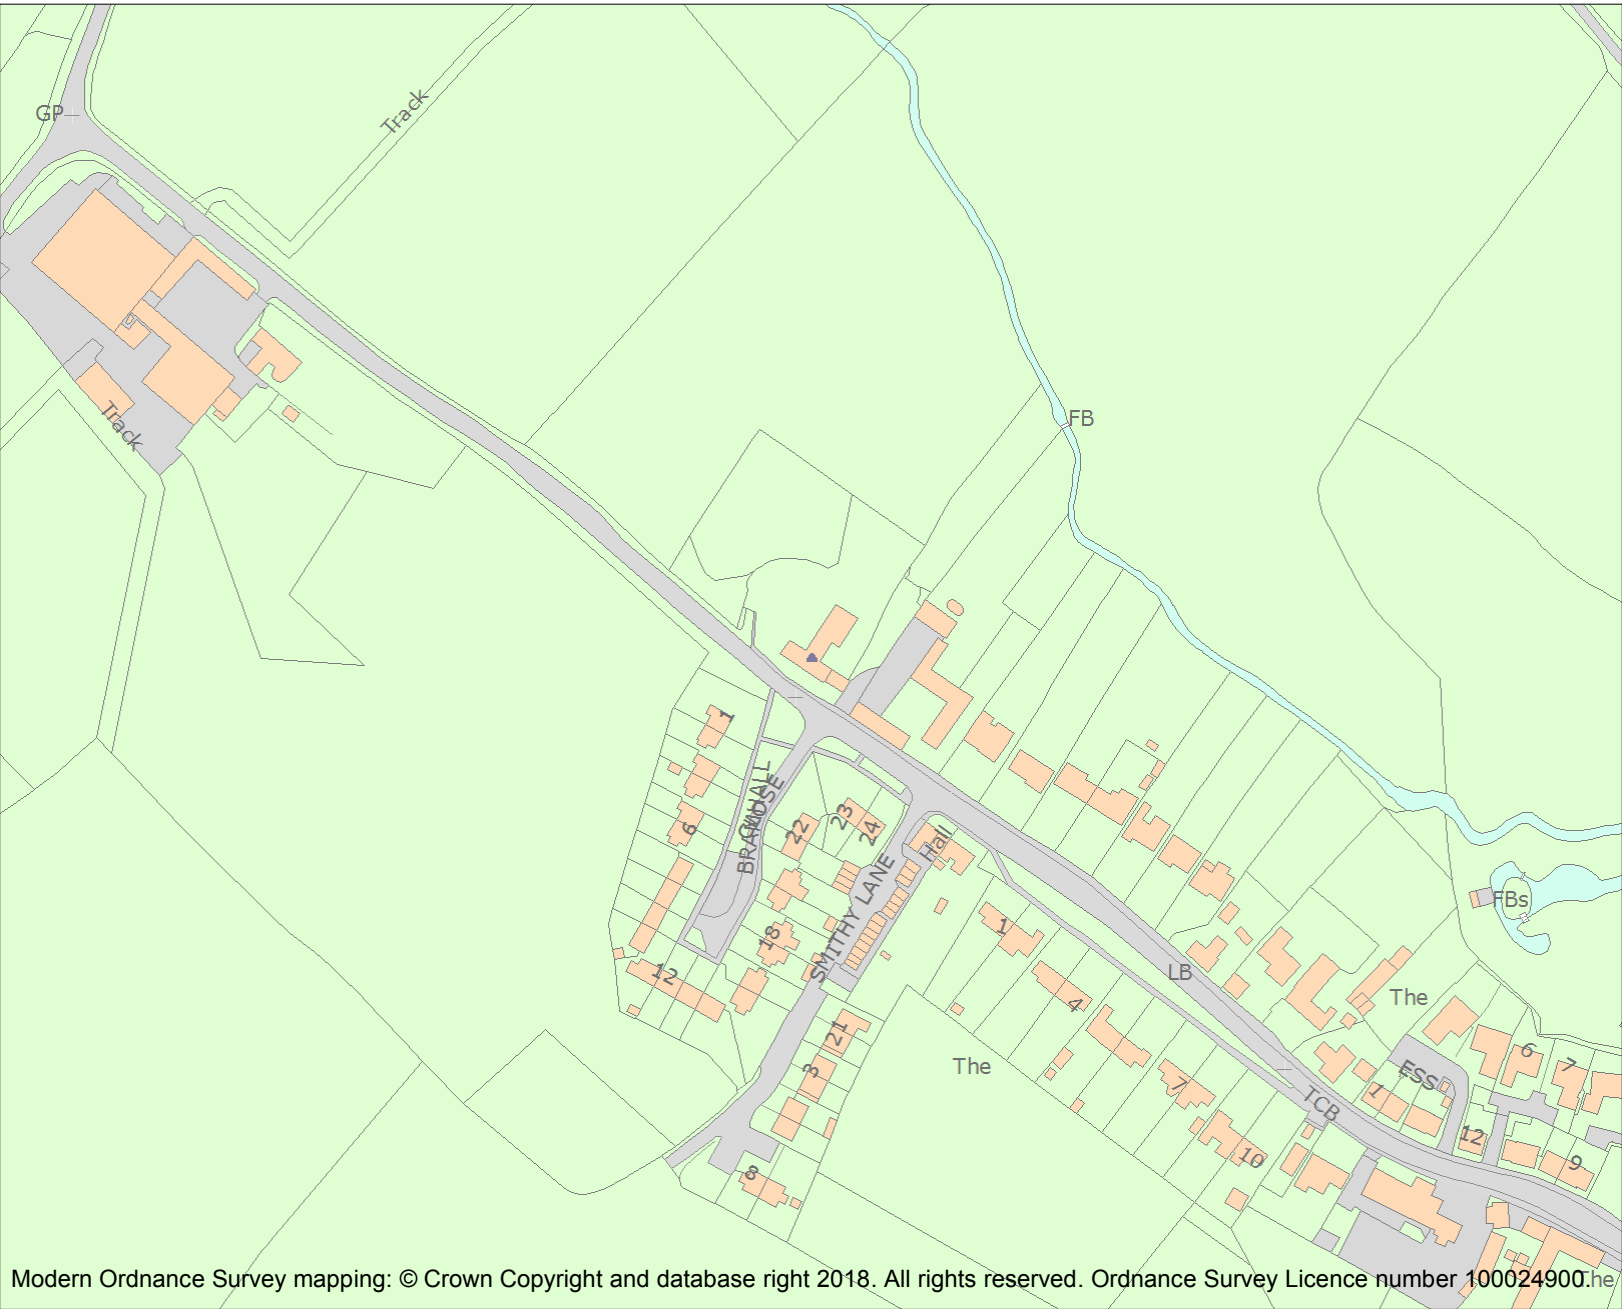 GP
Track
Track
FB
1
6
BRAMHALL
CLOSE
22
23
24
Hall
SMITHY LANE
18
12
1
4
LB
FBs
The
The
21
3
8
7
10
TCB
1
ESS
6
7
12
9
The
Modern Ordnance Survey mapping: © Crown Copyright and database right 2018. All rights reserved. Ordnance Survey Licence number 100024900.